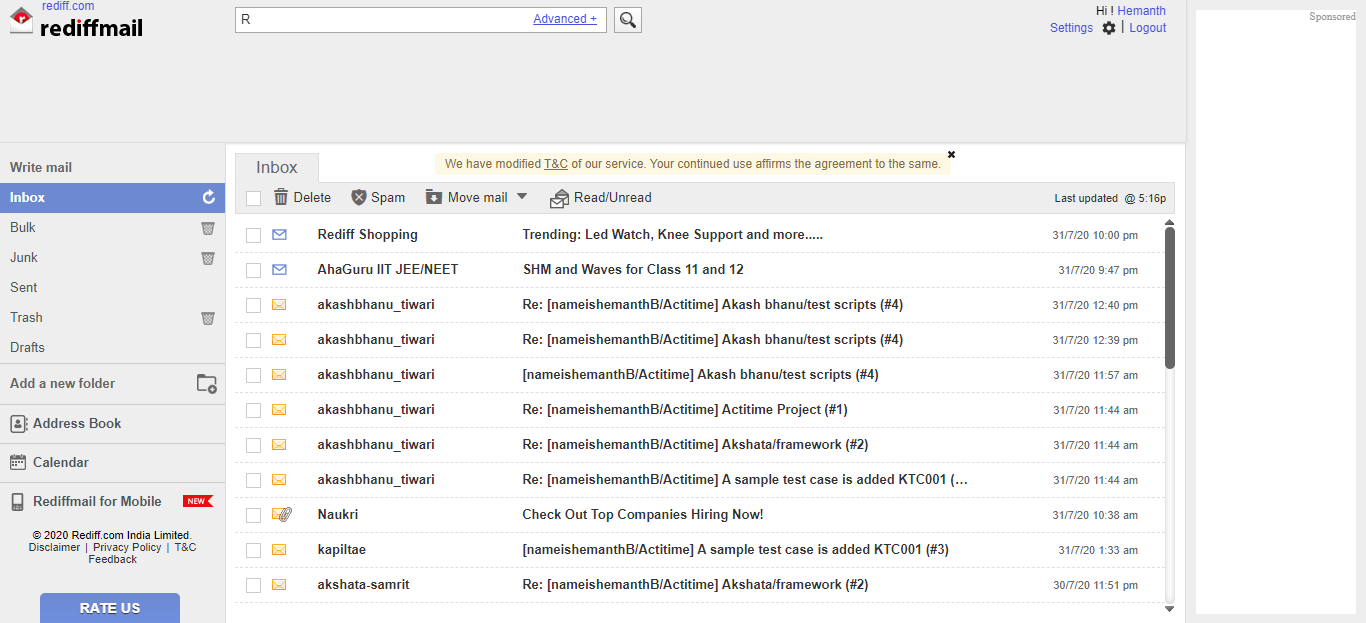 rediff.com
rediffmail
R
Advanced +
Hi ! Hemanth
Settings | Logout
Sponsored
Write mail
Inbox
Bulk
Junk
Sent
Trash
Drafts
Add a new folder
Address Book
Calendar
Rediffmail for Mobile NEW
© 2020 Rediff.com India Limited.
Disclaimer | Privacy Policy | T&C
Feedback
RATE US
Inbox
We have modified T&C of our service. Your continued use affirms the agreement to the same.
Delete Spam Move mail Read/Unread Last updated @ 5:16p
Rediff Shopping Trending: Led Watch, Knee Support and more..... 31/7/20 10:00 pm
AhaGuru IIT JEE/NEET SHM and Waves for Class 11 and 12 31/7/20 9:47 pm
akashbhanu_tiwari Re: [nameishemanthB/Actitime] Akash bhanu/test scripts (#4) 31/7/20 12:40 pm
akashbhanu_tiwari Re: [nameishemanthB/Actitime] Akash bhanu/test scripts (#4) 31/7/20 12:39 pm
akashbhanu_tiwari [nameishemanthB/Actitime] Akash bhanu/test scripts (#4) 31/7/20 11:57 am
akashbhanu_tiwari Re: [nameishemanthB/Actitime] Actitime Project (#1) 31/7/20 11:44 am
akashbhanu_tiwari Re: [nameishemanthB/Actitime] Akshata/framework (#2) 31/7/20 11:44 am
akashbhanu_tiwari Re: [nameishemanthB/Actitime] A sample test case is added KTC001 (... 31/7/20 11:44 am
Naukri Check Out Top Companies Hiring Now! 31/7/20 10:38 am
kapiltae [nameishemanthB/Actitime] A sample test case is added KTC001 (#3) 31/7/20 1:33 am
akshata-samrit Re: [nameishemanthB/Actitime] Akshata/framework (#2) 30/7/20 11:51 pm